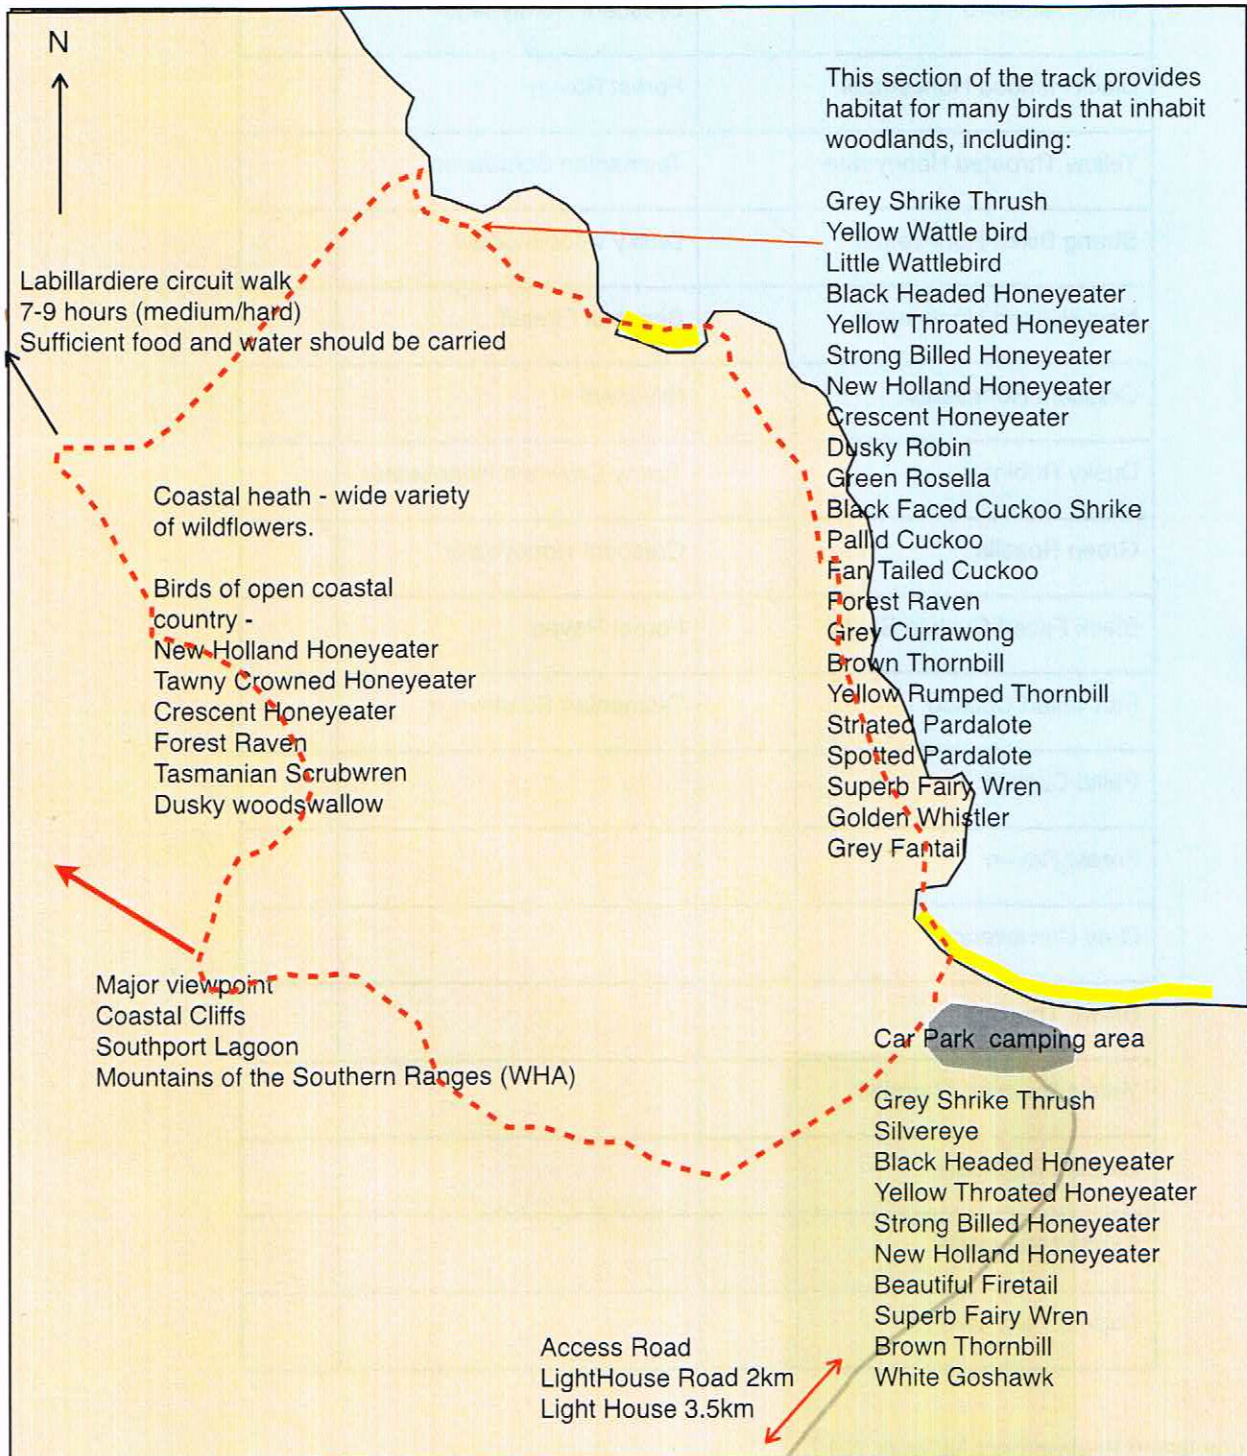 N
This section of the track provides
habitat for many birds that inhabit
woodlands, including:
Grey Shrike Thrush
Yellow Wattle bird
Little Wattlebird
Black Headed Honeyeater
Yellow Throated Honeyeater
Strong Billed Honeyeater
New Holland Honeyeater
Crescent Honeyeater
Dusky Robin
Green Rosella
Black Faced Cuckoo Shrike
Pallid Cuckoo
Fan Tailed Cuckoo
Forest Raven
Grey Currawong
Brown Thornbill
Yellow Rumped Thornbill
Striated Pardalote
Spotted Pardalote
Superb Fairy Wren
Golden Whistler
Grey Fantail
Labillardiere circuit walk
7-9 hours (medium/hard)
Sufficient food and water should be carried
Coastal heath - wide variety
of wildflowers.
Birds of open coastal
country -
New Holland Honeyeater
Tawny Crowned Honeyeater
Crescent Honeyeater
Forest Raven
Tasmanian Scrubwren
Dusky woodswallow
Major viewpoint
Coastal Cliffs
Southport Lagoon
Mountains of the Southern Ranges (WHA)
Car Park camping area
Grey Shrike Thrush
Silvereye
Black Headed Honeyeater
Yellow Throated Honeyeater
Strong Billed Honeyeater
New Holland Honeyeater
Beautiful Firetail
Superb Fairy Wren
Brown Thornbill
White Goshawk
Access Road
LightHouse Road 2km
Light House 3.5km